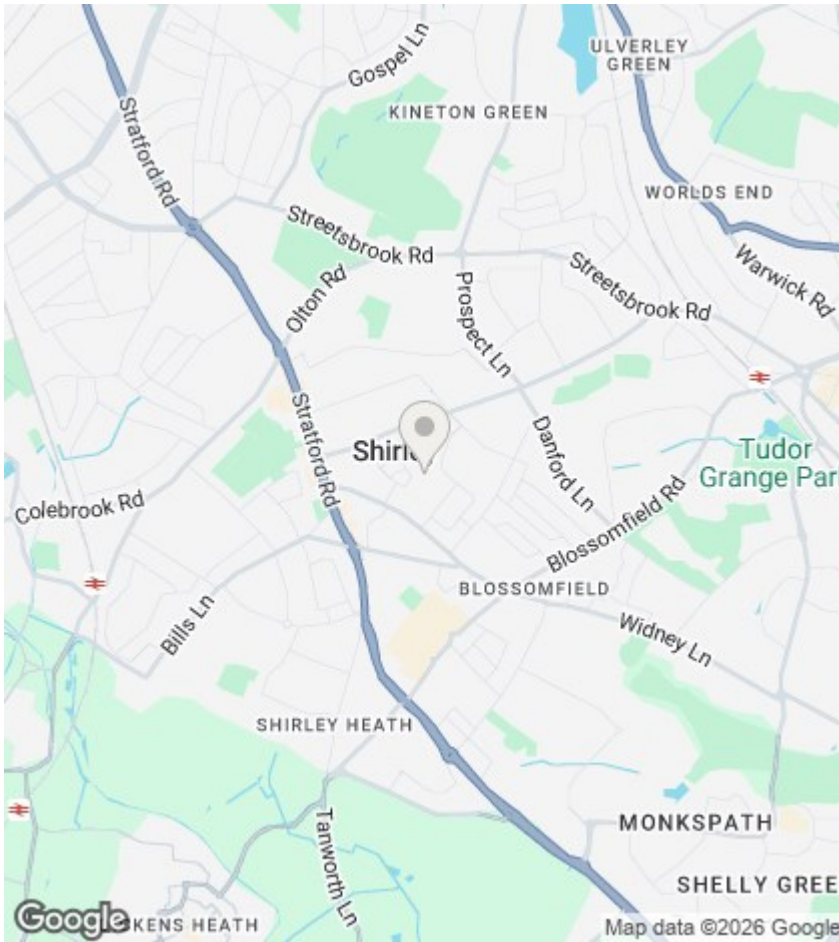 Gospel Ln
ULVERLEY
GREEN
KINETON GREEN
Stratford Rd
WORLDS END
Streetsbrook Rd
Warwick Rd
Olton Rd
Streetsbrook Rd
Prospect Ln
Stratford Rd
Shirl
Danford Ln
Tudor
Grange Par
Colebrook Rd
Blossomfield Rd
BLOSSOMFIELD
Bills Ln
Widney Ln
SHIRLEY HEATH
Tanworth Ln
MONKSPATH
SHELLY GREE
Google
KENS HEATH
Map data ©2026 Google